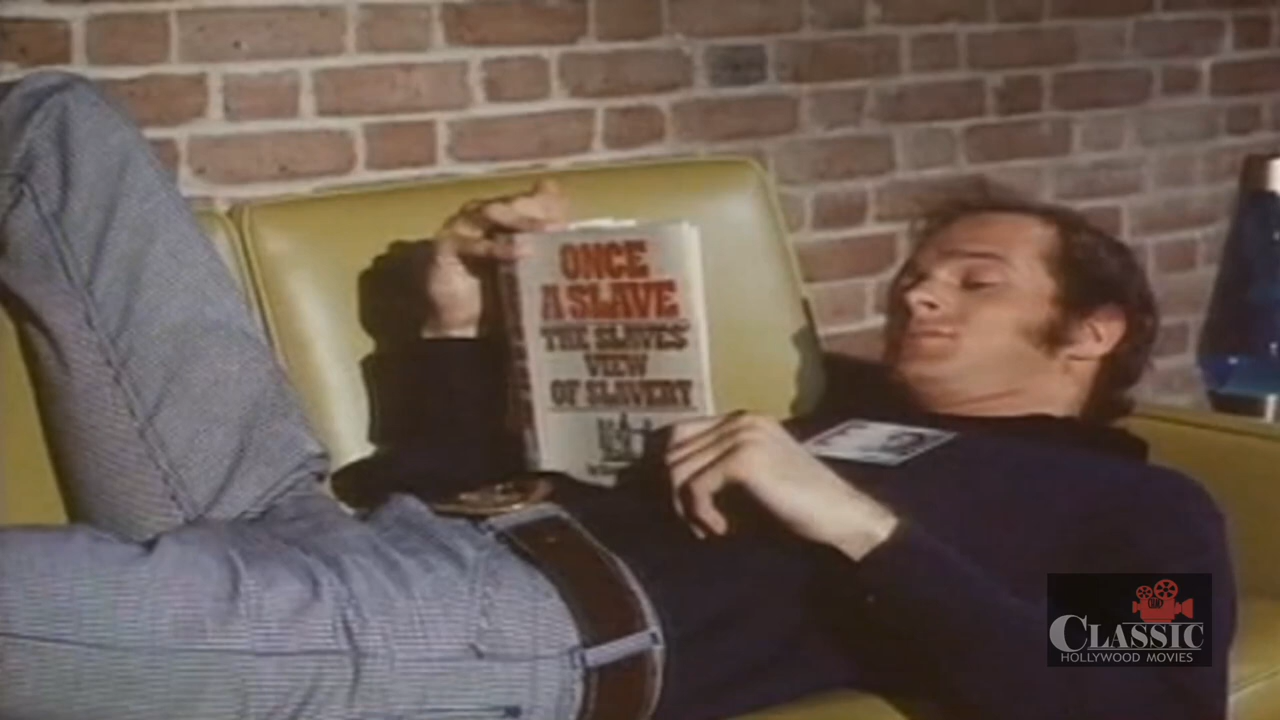 ONCE
A SLAVE
THE SLAVES'
VIEW
OF SLAVERY
CLASSIC
HOLLYWOOD MOVIES